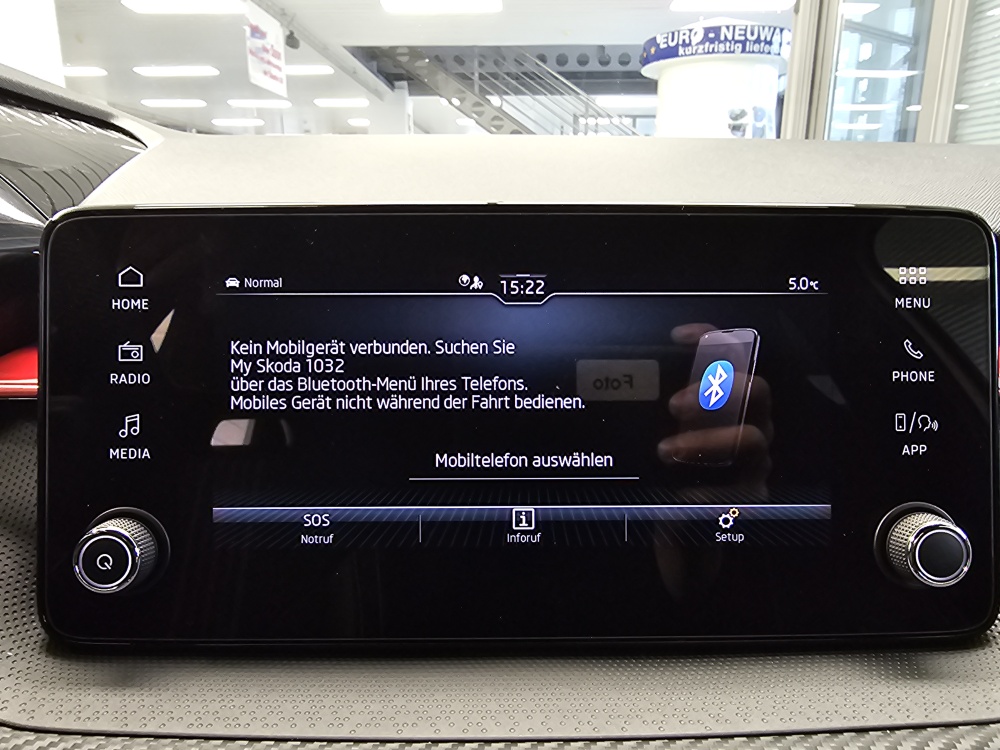 EURO - NEUWA
kurzfristig liefer
Normal
15:22
5.0°C
HOME
MENU
RADIO
PHONE
MEDIA
APP
Kein Mobilgerät verbunden. Suchen Sie
My Skoda 1032
über das Bluetooth-Menü Ihres Telefons.
Mobiles Gerät nicht während der Fahrt bedienen.
Foto
Mobiltelefon auswählen
SOS
Notruf
i
Inforuf
Setup